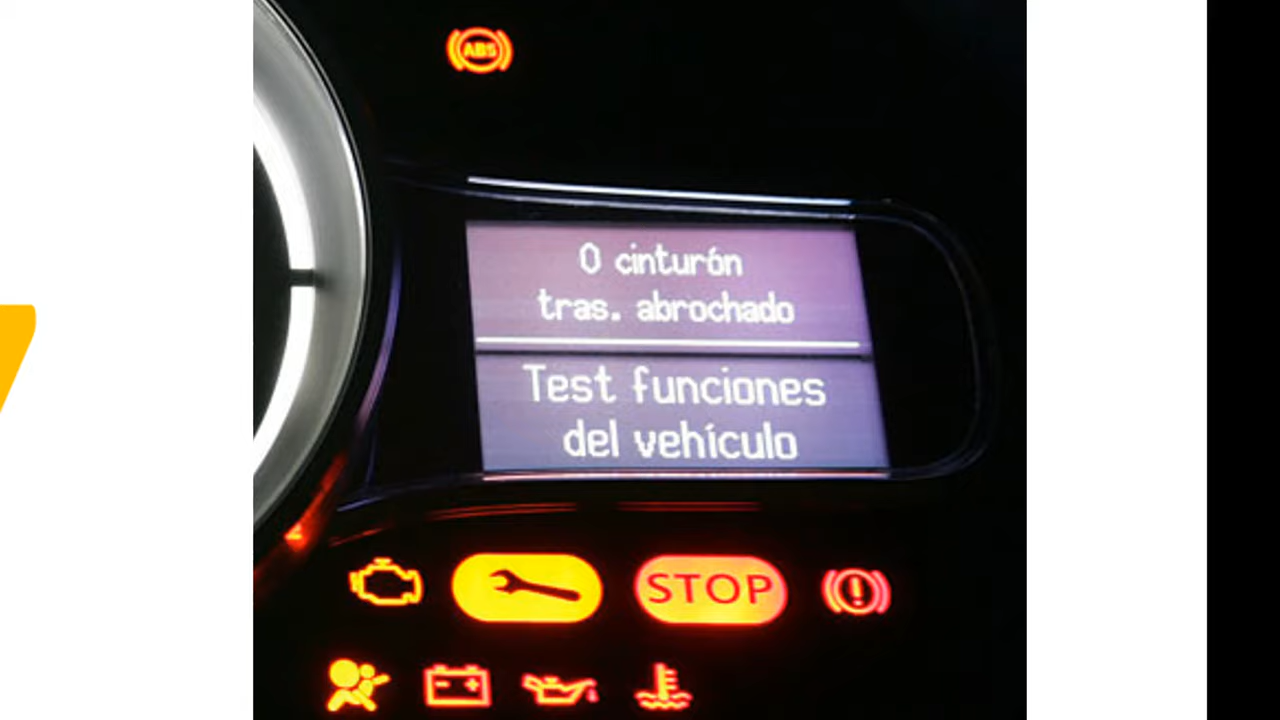 ABS
0 cinturón
tras. abrochado
Test funciones
del vehículo
STOP